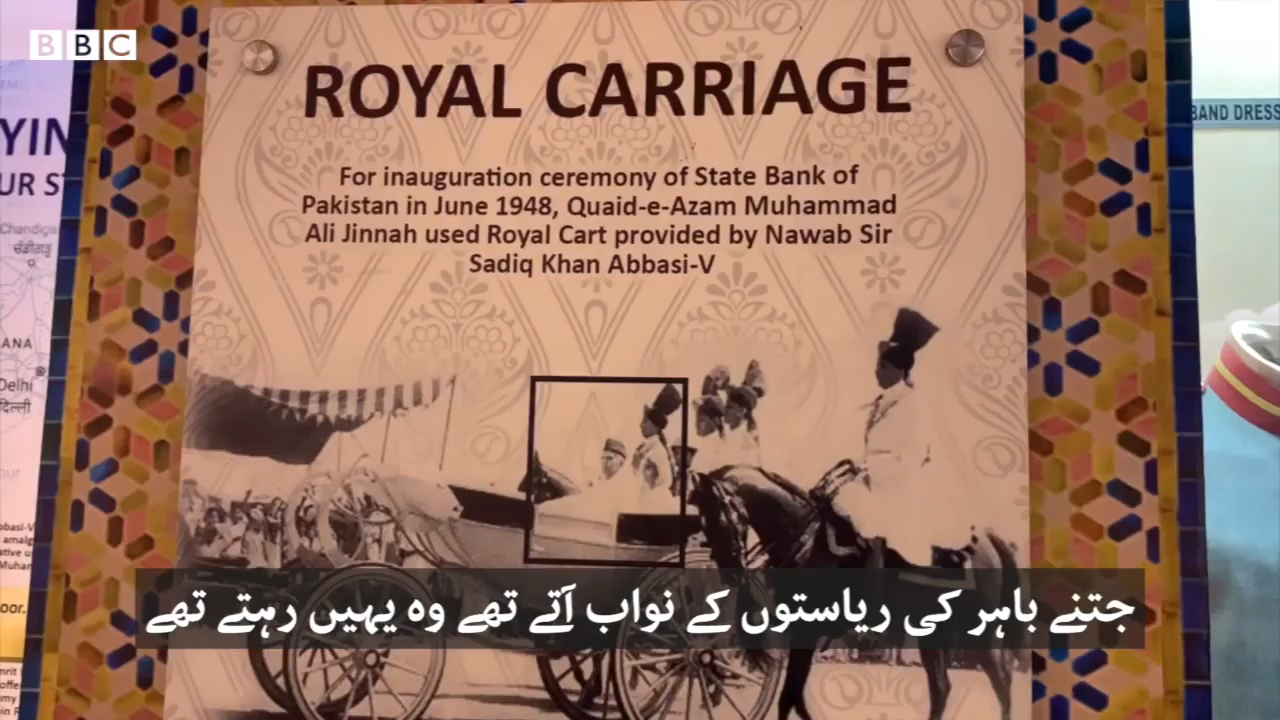 BBC
ROYAL CARRIAGE
For inauguration ceremony of State Bank of
Pakistan in June 1948, Quaid-e-Azam Muhammad
Ali Jinnah used Royal Cart provided by Nawab Sir
Sadiq Khan Abbasi-V
BAND DRESS
Delhi
दिल्ली
جتنے باہر کی ریاستوں کے نواب آتے تھے وہ یہیں رہتے تھے